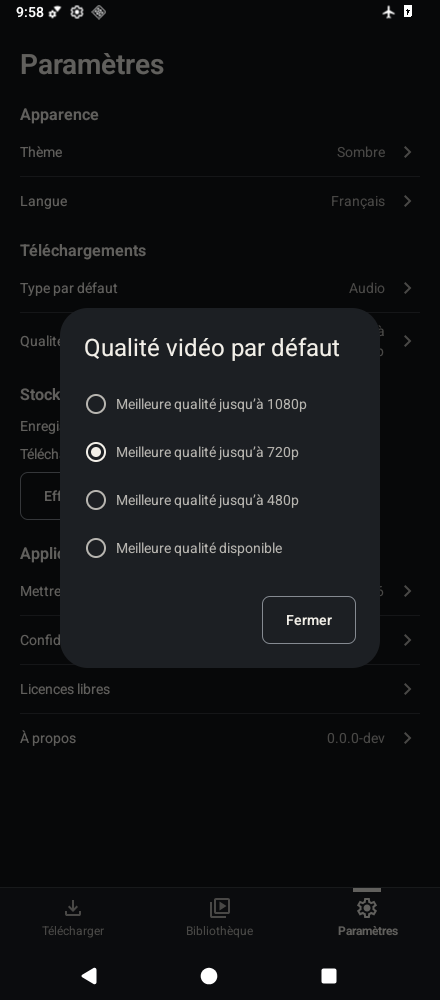 9:58
Paramètres
Apparence
Thème Sombre
Langue Français
Téléchargements
Type par défaut Audio
Qualité vidéo par défaut
Meilleure qualité jusqu'à 1080p
Meilleure qualité jusqu'à 720p
Meilleure qualité jusqu'à 480p
Meilleure qualité disponible
Fermer
Licences libres
À propos 0.0.0-dev
Télécharger Bibliothèque Paramètres